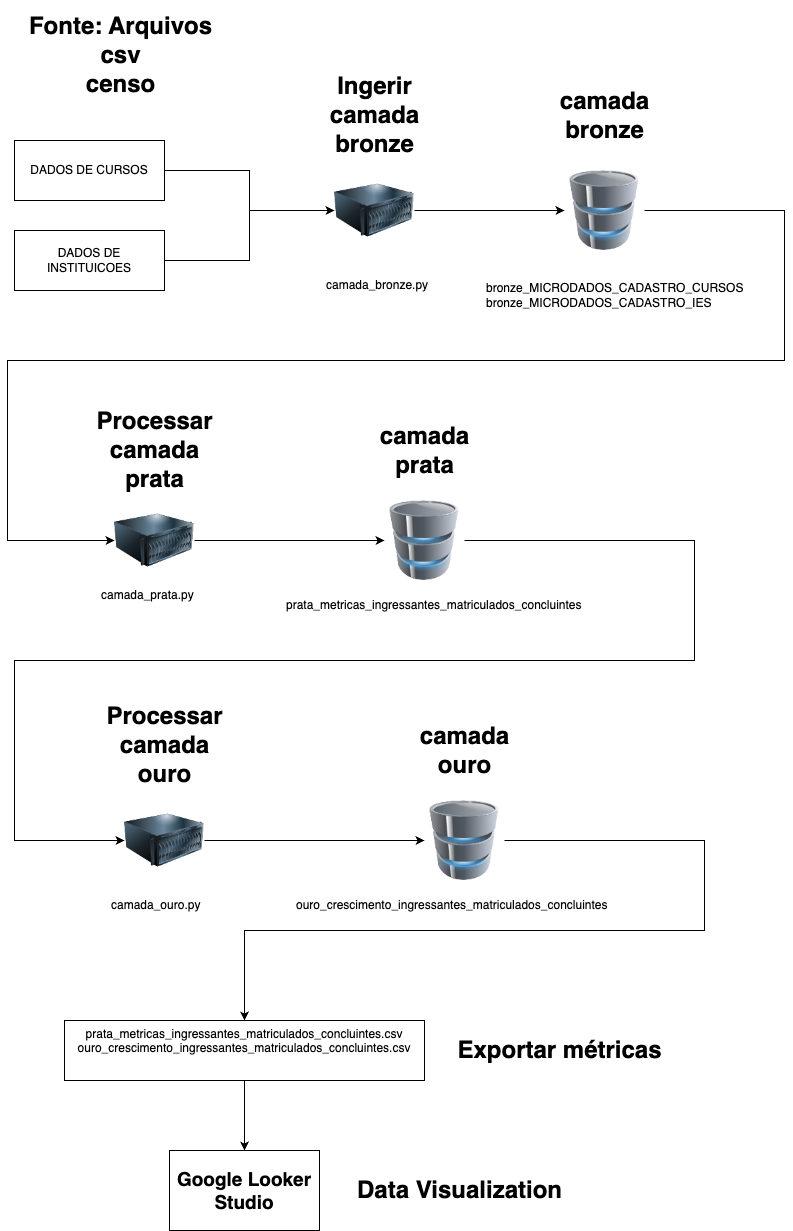 Fonte: Arquivos
csv
censo
Ingerir
camada
bronze
camada
bronze
DADOS DE CURSOS
DADOS DE
INSTITUICOES
camada_bronze.py
bronze_MICRODADOS_CADASTRO_CURSOS
bronze_MICRODADOS_CADASTRO_IES
Processar
camada
prata
camada
prata
camada_prata.py
prata_metricas_ingressantes_matriculados_concluintes
Processar
camada
ouro
camada
ouro
camada_ouro.py
ouro_crescimento_ingressantes_matriculados_concluintes
prata_metricas_ingressantes_matriculados_concluintes.csv
ouro_crescimento_ingressantes_matriculados_concluintes.csv
Exportar métricas
Google Looker
Studio
Data Visualization